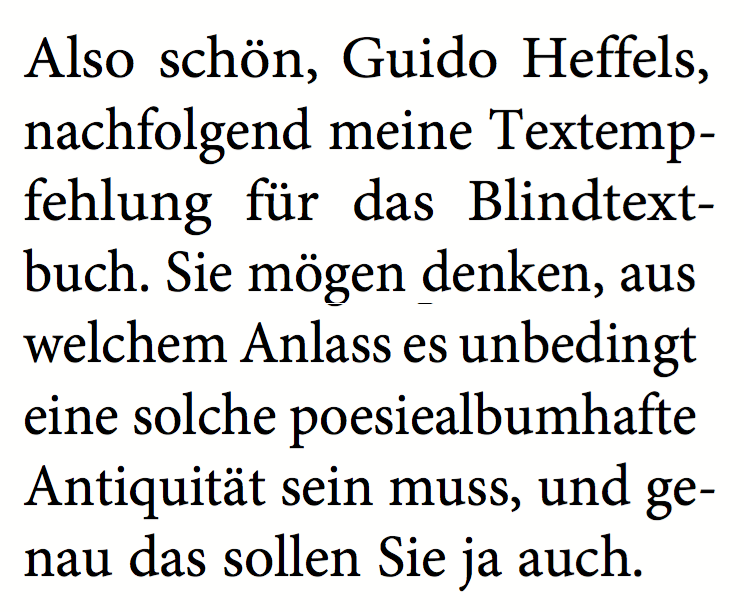 Also schön, Guido Heffels,
nachfolgend meine Textemp-
fehlung für das Blindtext-
buch. Sie mögen denken, aus
welchem Anlass es unbedingt
eine solche poesiealbumhafte
Antiquität sein muss, und ge-
nau das sollen Sie ja auch.